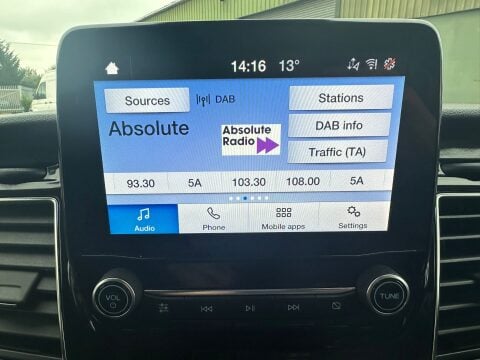 14:16 13°
Sources DAB Stations
Absolute Absolute
Radio DAB info
Traffic (TA)
93.30 5A 103.30 108.00 5A
Audio Phone Mobile apps Settings
VOL TUNE